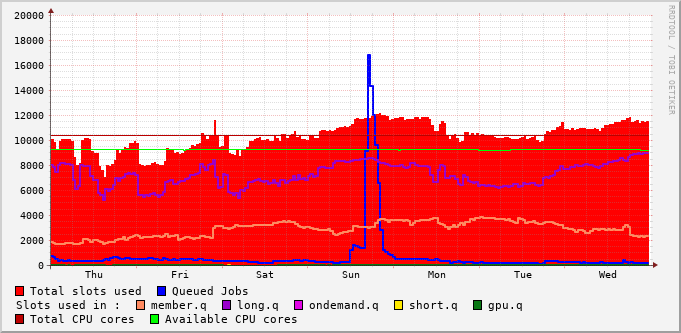 RRDTOOL / TOBI OETIKER
20000
18000
16000
14000
12000
10000
8000
6000
4000
2000
0
Thu Fri Sat Sun Mon Tue Wed
Total slots used Queued Jobs
Slots used in : member.q long.q ondemand.q short.q gpu.q
Total CPU cores Available CPU cores